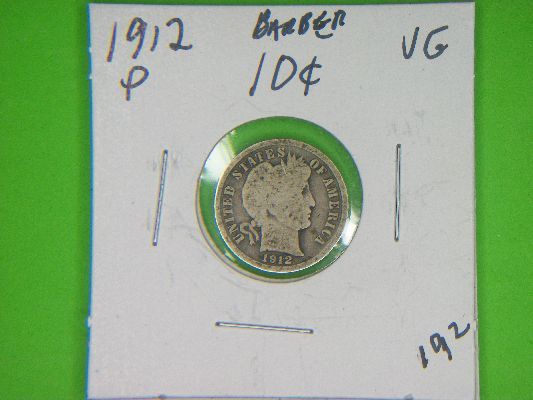 1912 BARBER VG
P 10¢
UNITED STATES OF AMERICA
1912
192